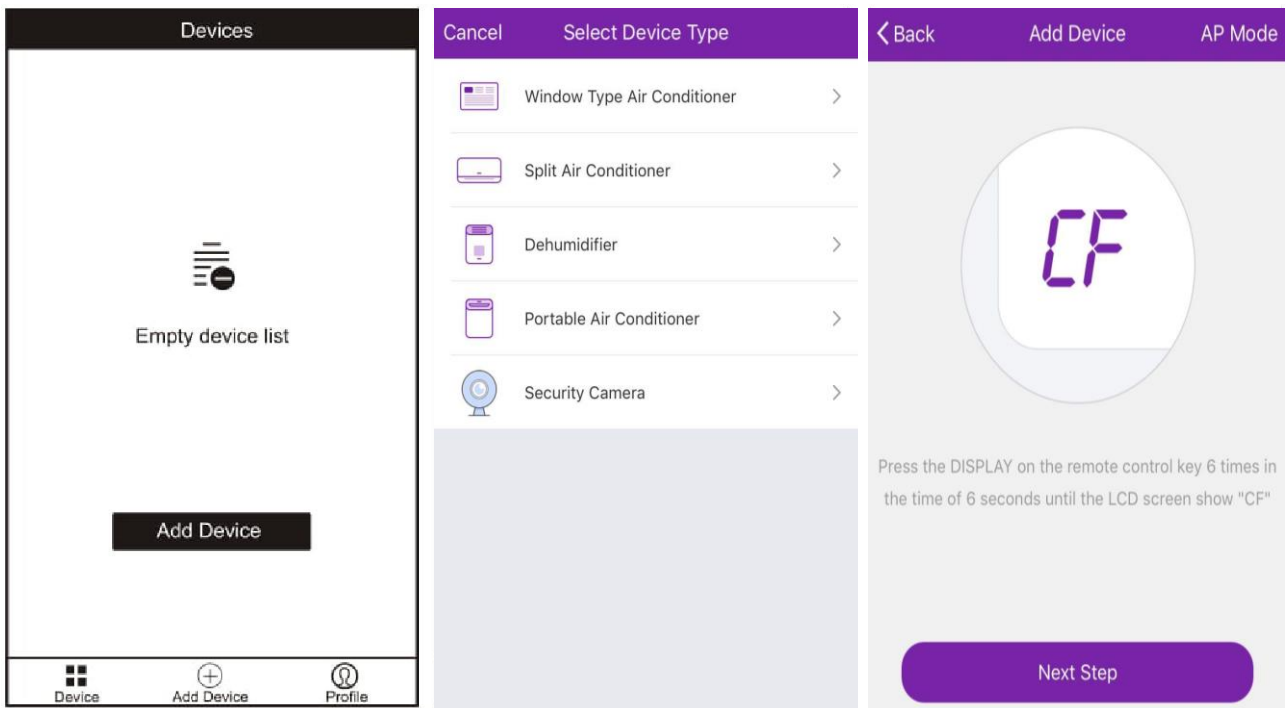 Devices
Empty device list
Add Device
Device
Add Device
Profile
Cancel
Select Device Type
Window Type Air Conditioner
Split Air Conditioner
Dehumidifier
Portable Air Conditioner
Security Camera
Back
Add Device
AP Mode
CF
Press the DISPLAY on the remote control key 6 times in
the time of 6 seconds until the LCD screen show "CF"
Next Step